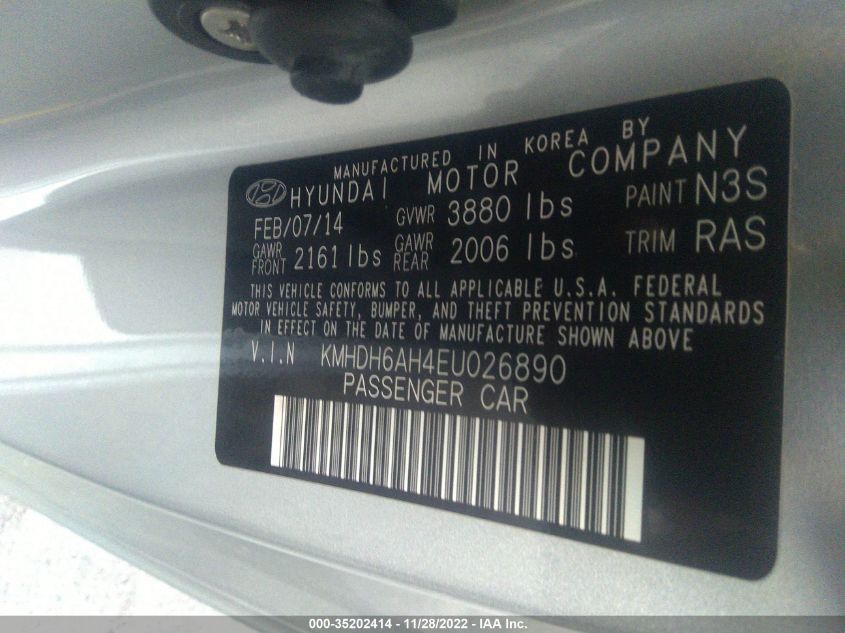 MANUFACTURED IN KOREA BY
HYUNDAI MOTOR COMPANY
FEB/07/14 GVWR 3880 lbs PAINT N3S
GAWR FRONT 2161 lbs GAWR REAR 2006 lbs TRIM RAS
THIS VEHICLE CONFORMS TO ALL APPLICABLE U.S.A. FEDERAL
MOTOR VEHICLE SAFETY, BUMPER, AND THEFT PREVENTION STANDARDS
IN EFFECT ON THE DATE OF MANUFACTURE SHOWN ABOVE
V.I.N KMHDH6AH4EU026890
PASSENGER CAR
000-35202414 - 11/28/2022 - IAA Inc.